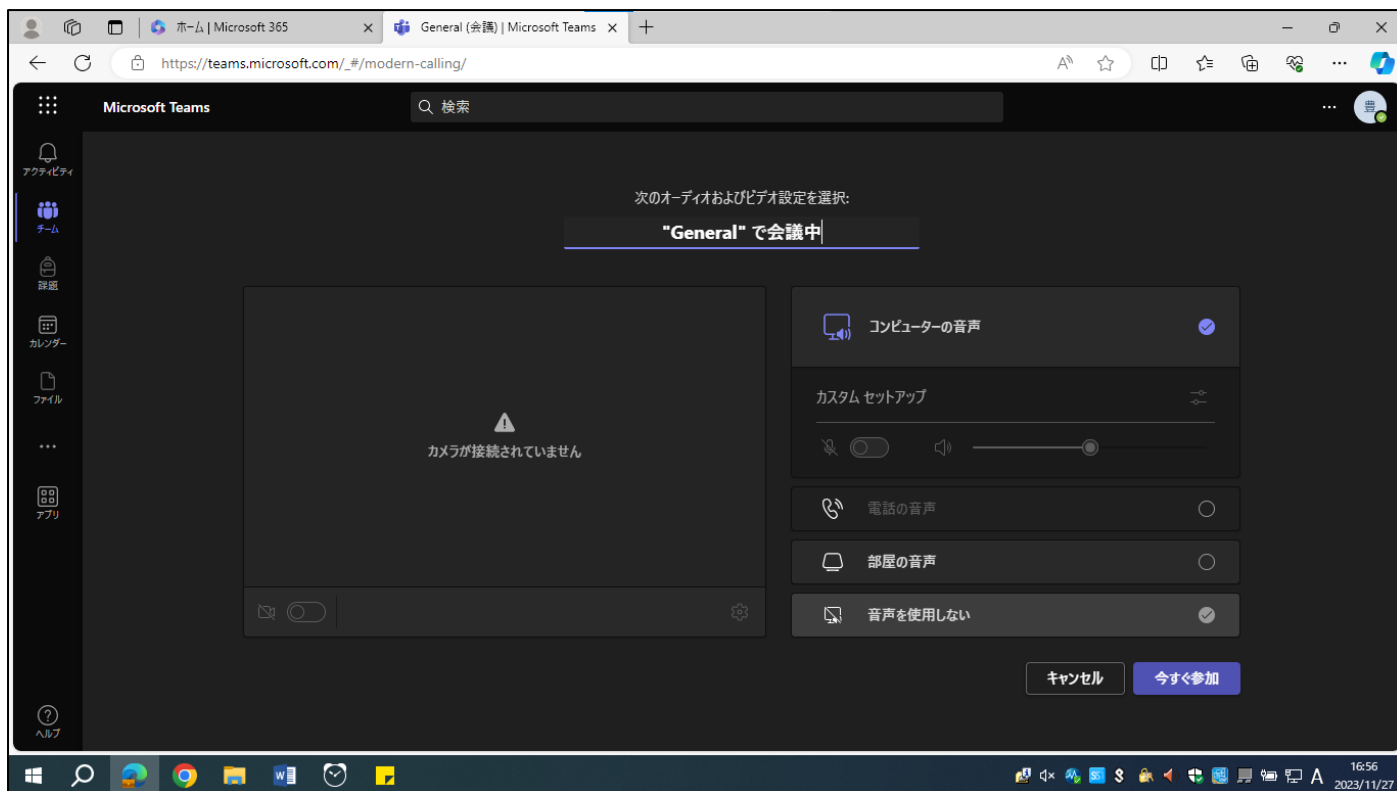 ホーム | Microsoft 365
General (会議) | Microsoft Teams
https://teams.microsoft.com/_#/modern-calling/
Microsoft Teams
検索
豊
アクティビティ
チーム
課題
カレンダー
ファイル
アプリ
ヘルプ
次のオーディオおよびビデオ設定を選択:
"General" で会議中
カメラが接続されていません
コンピューターの音声
カスタム セットアップ
電話の音声
部屋の音声
音声を使用しない
キャンセル
今すぐ参加
A
16:56
2023/11/27